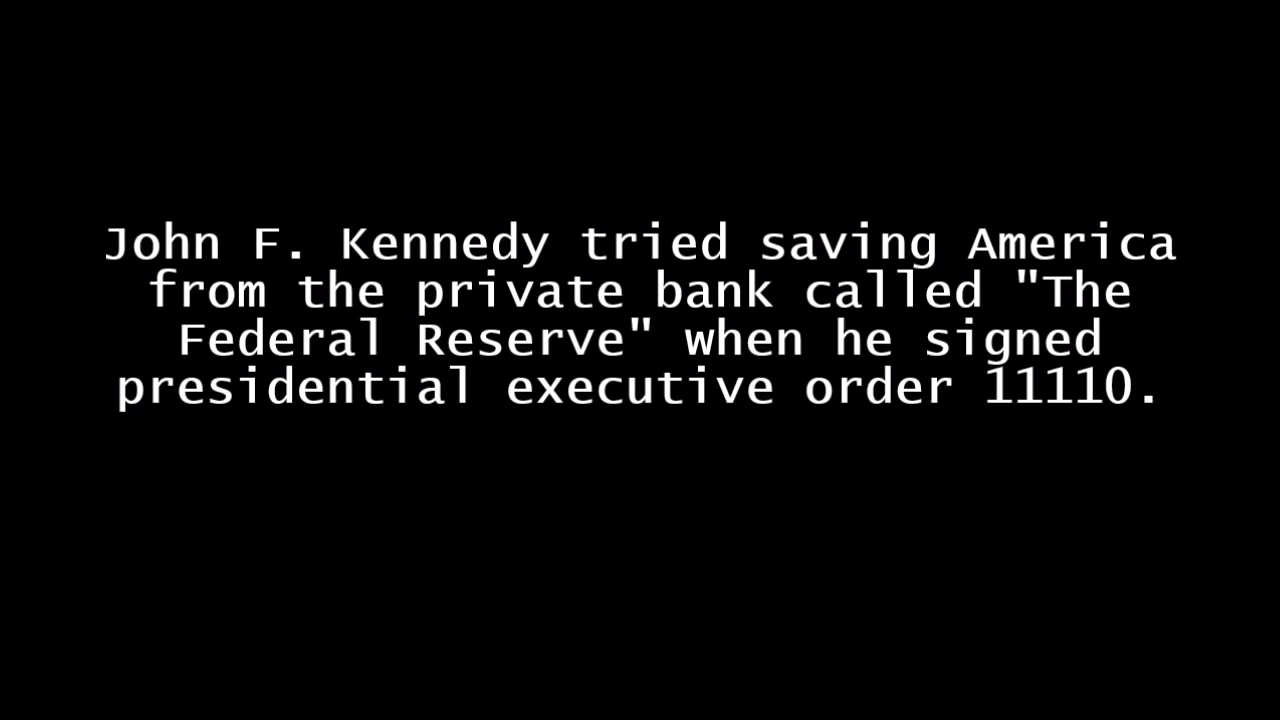 John F. Kennedy tried saving America
from the private bank called "The
Federal Reserve" when he signed
presidential executive order 11110.